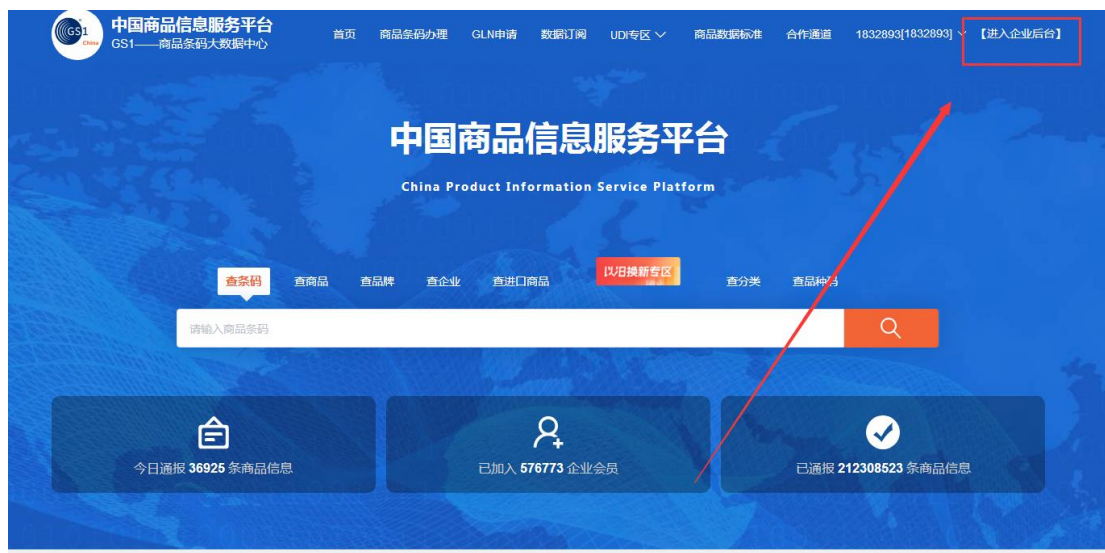 GS1 China
中国商品信息服务平台
GS1——商品条码大数据中心
首页 商品条码办理 GLN申请 数据订阅 UDI专区 商品数据标准 合作通道 1832893[1832893] 【进入企业后台】
中国商品信息服务平台
China Product Information Service Platform
查条码 查商品 查品牌 查企业 查进口商品 以旧换新专区 查分类 查品种码
请输入商品条码
今日通报 36925 条商品信息
已加入 576773 企业会员
已通报 212308523 条商品信息